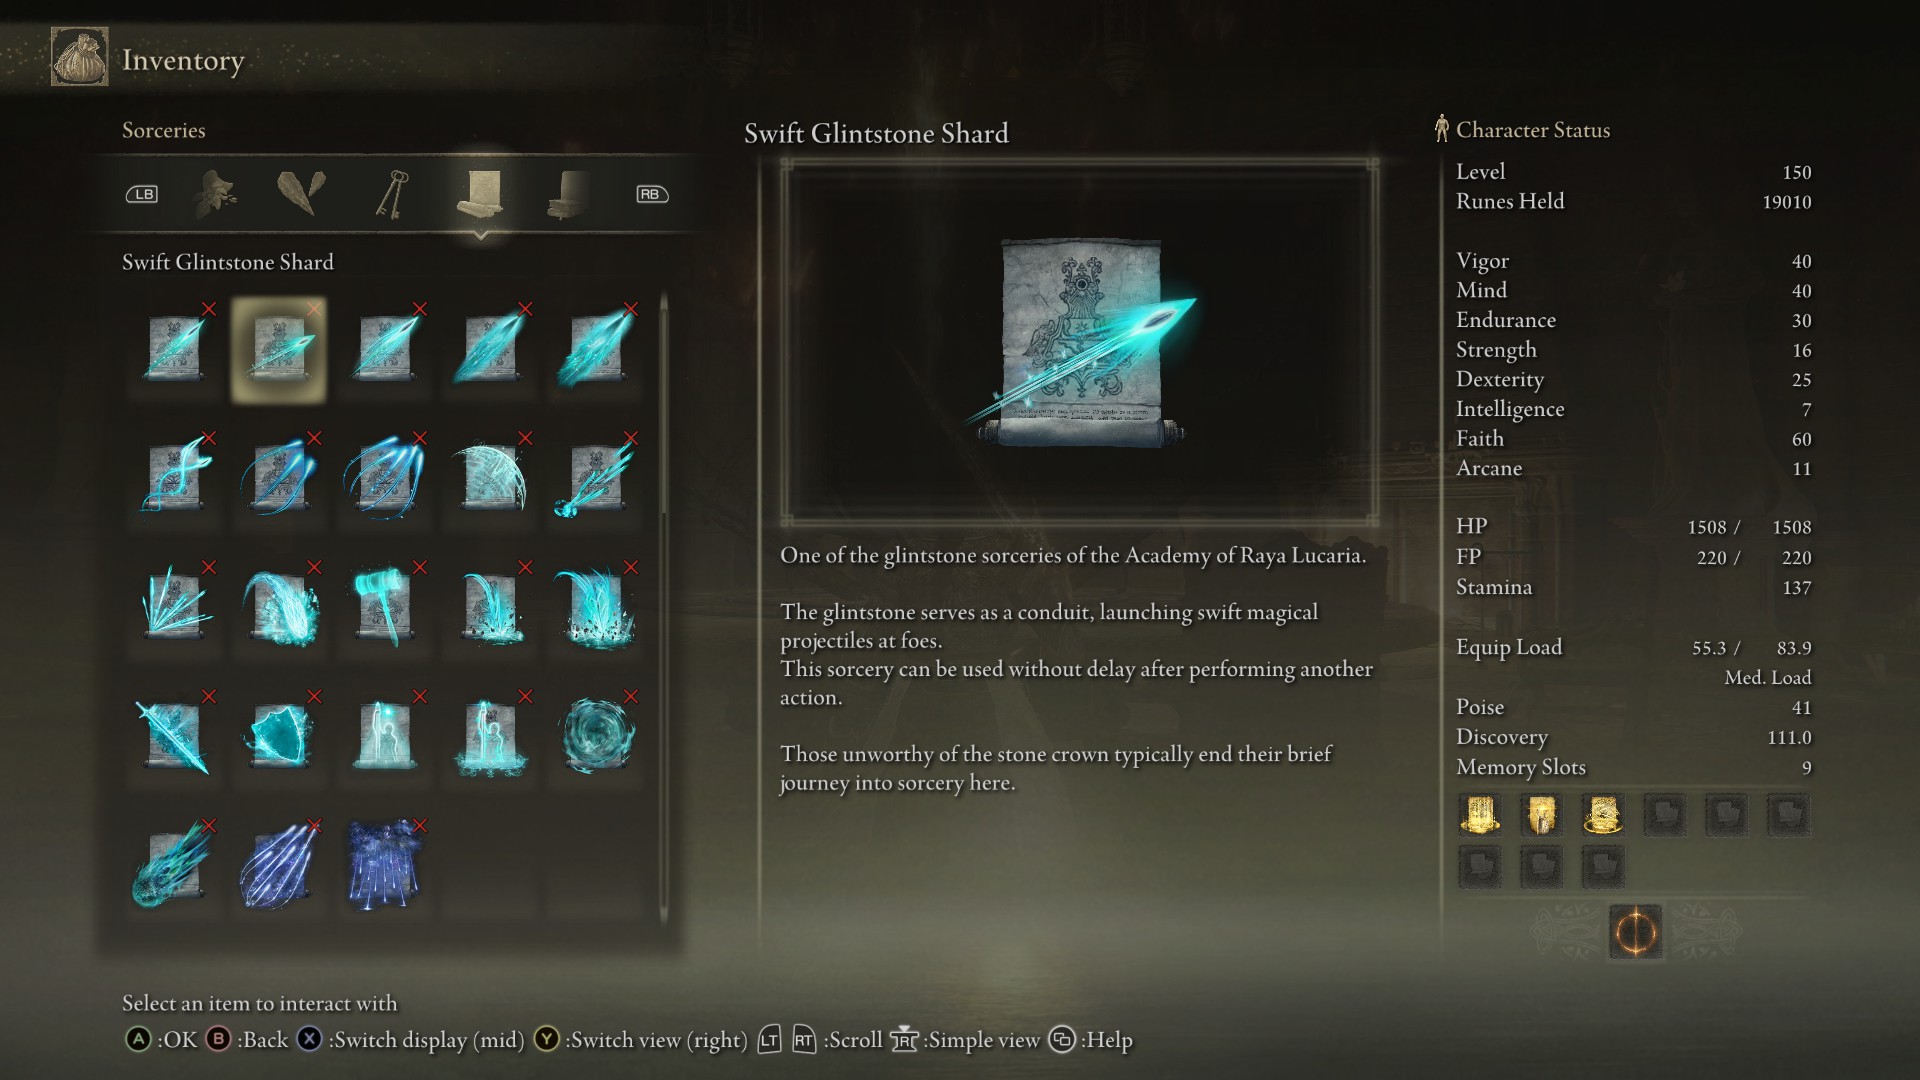 Inventory
Sorceries
LB
RB
Swift Glintstone Shard
Swift Glintstone Shard
One of the glintstone sorceries of the Academy of Raya Lucaria.
The glintstone serves as a conduit, launching swift magical
projectiles at foes.
This sorcery can be used without delay after performing another
action.
Those unworthy of the stone crown typically end their brief
journey into sorcery here.
Character Status
Level 150
Runes Held 19010
Vigor 40
Mind 40
Endurance 30
Strength 16
Dexterity 25
Intelligence 7
Faith 60
Arcane 11
HP 1508 / 1508
FP 220 / 220
Stamina 137
Equip Load 55.3 / 83.9
Med. Load
Poise 41
Discovery 111.0
Memory Slots 9
Select an item to interact with
A :OK B :Back X :Switch display (mid) Y :Switch view (right) LT RT :Scroll R :Simple view :Help